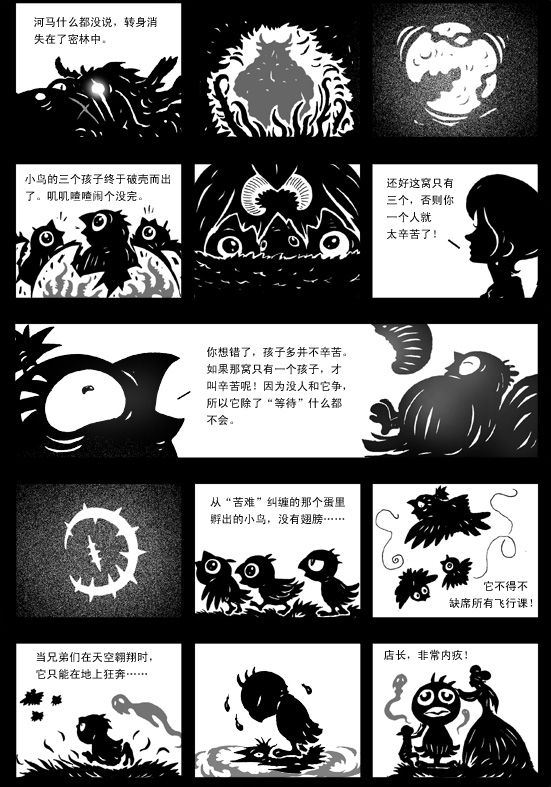 河马什么都没说，转身消
失在了密林中。
小鸟的三个孩子终于破壳而出
了。叽叽喳喳闹个没完。
还好这窝只有
三个，否则你
一个人就
太辛苦了！
你想错了，孩子多并不辛苦。
如果那窝只有一个孩子，才
叫辛苦呢！因为没人和它争，
所以它除了“等待”什么都
不会。
从“苦难”纠缠的那个蛋里
孵出的小鸟，没有翅膀……
它不得不
缺席所有飞行课！
当兄弟们在天空翱翔时，
它只能在地上狂奔……
店长，非常内疚！